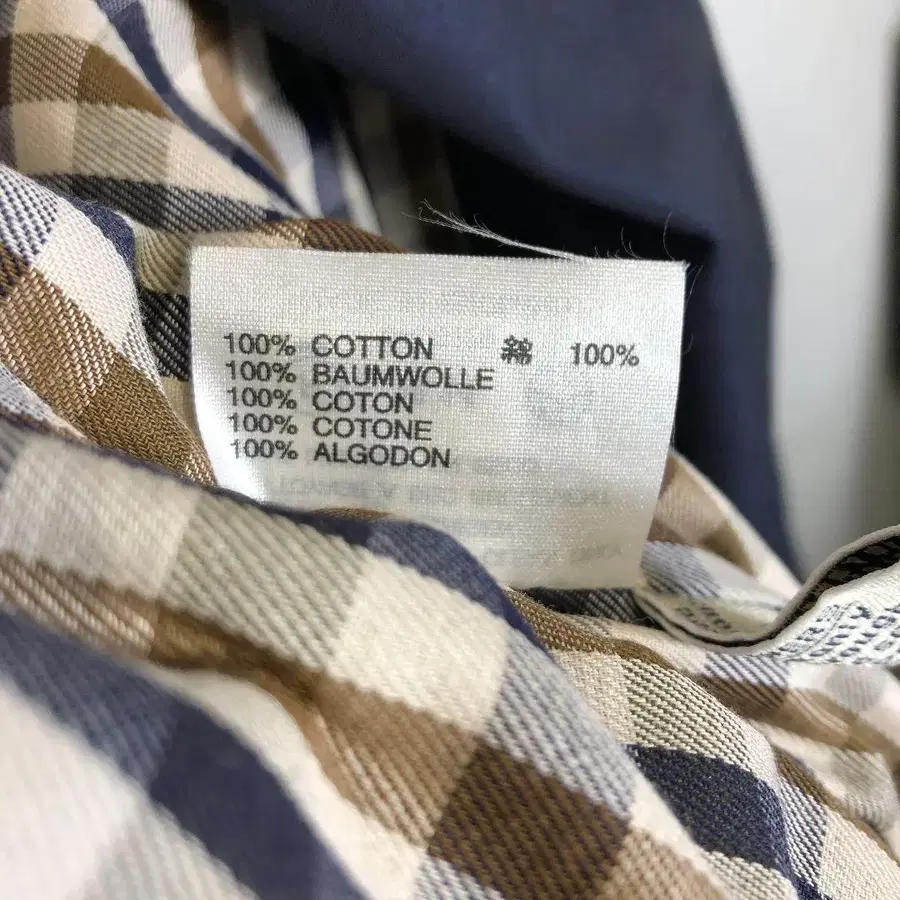 100% COTTON 綿 100%
100% BAUMWOLLE
100% COTON
100% COTONE
100% ALGODON